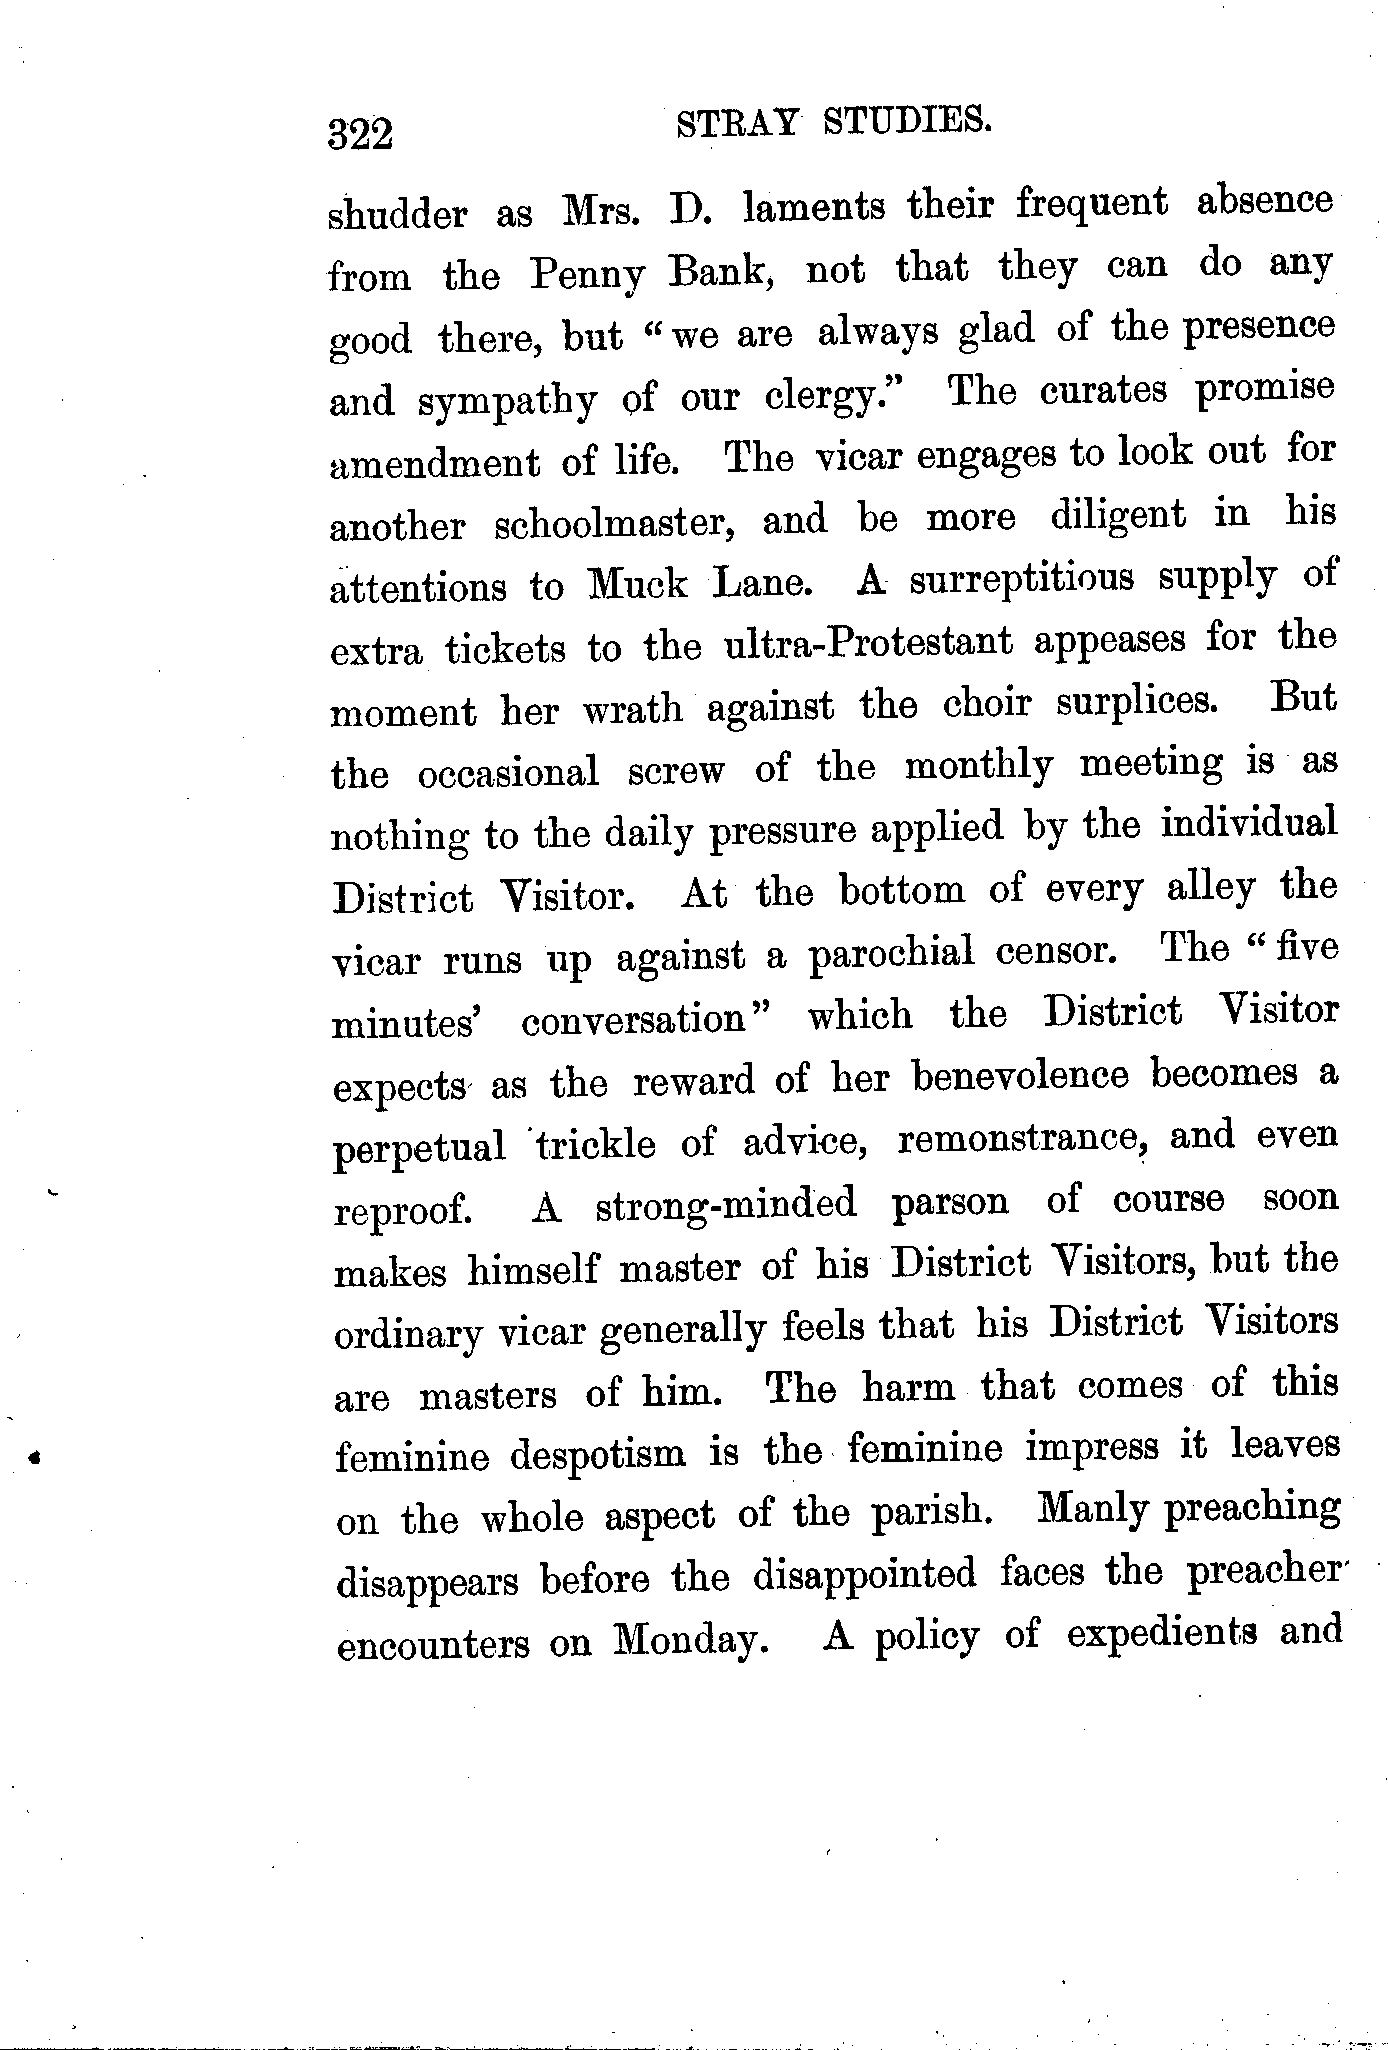 322 STRAY STUDIES.
shudder as Mrs. D. laments their frequent absence
from the Penny Bank, not that they can do any
good there, but “we are always glad of the presence
and sympathy of our clergy.” The curates promise
amendment of life. The vicar engages to look out for
another schoolmaster, and be more diligent in his
attentions to Muck Lane. A surreptitious supply of
extra tickets to the ultra-Protestant appeases for the
moment her wrath against the choir surplices. But
the occasional screw of the monthly meeting is as
nothing to the daily pressure applied by the individual
District Visitor. At the bottom of every alley the
vicar runs up against a parochial censor. The “five
minutes’ conversation” which the District Visitor
expects as the reward of her benevolence becomes a
perpetual trickle of advice, remonstrance, and even
reproof. A strong-minded parson of course soon
makes himself master of his District Visitors, but the
ordinary vicar generally feels that his District Visitors
are masters of him. The harm that comes of this
feminine despotism is the feminine impress it leaves
on the whole aspect of the parish. Manly preaching
disappears before the disappointed faces the preacher
encounters on Monday. A policy of expedients and